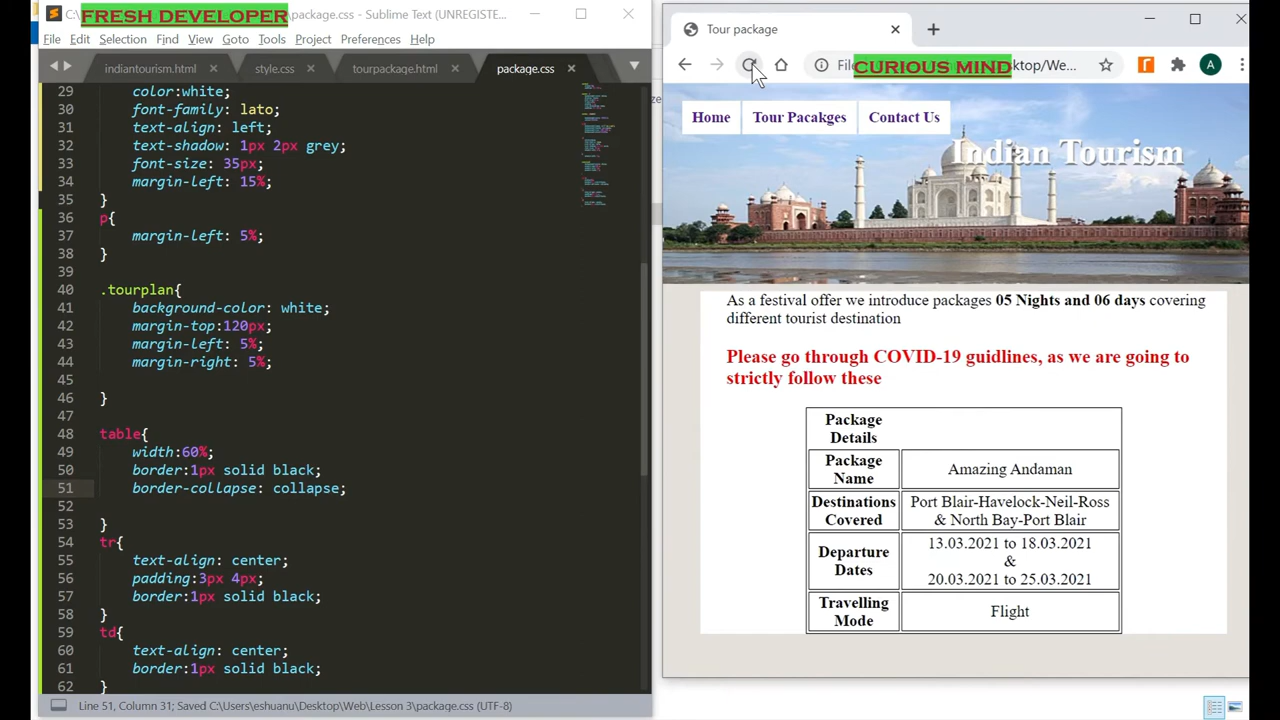 C:\
FRESH DEVELOPER
\package.css - Sublime Text (UNREGISTE...
File Edit Selection Find View Goto Tools Project Preferences Help
indiantourism.html style.css tourpackage.html package.css
29 color:white;
30 font-family: lato;
31 text-align: left;
32 text-shadow: 1px 2px grey;
33 font-size: 35px;
34 margin-left: 15%;
35 }
36 p{
37 margin-left: 5%;
38 }
39
40 .tourplan{
41 background-color: white;
42 margin-top:120px;
43 margin-left: 5%;
44 margin-right: 5%;
45
46 }
47
48 table{
49 width:60%;
50 border:1px solid black;
51 border-collapse: collapse;
52
53 }
54 tr{
55 text-align: center;
56 padding:3px 4px;
57 border:1px solid black;
58 }
59 td{
60 text-align: center;
61 border:1px solid black;
62 }
Line 51, Column 31; Saved C:\Users\eshuanu\Desktop\Web\Lesson 3\package.css (UTF-8)
Tour package
CURIOUS MIND
ktop/We...
A
Home Tour Pacakges Contact Us
Indian Tourism
As a festival offer we introduce packages 05 Nights and 06 days covering
different tourist destination
Please go through COVID-19 guidlines, as we are going to
strictly follow these
Package
Details
Package
Name
Amazing Andaman
Destinations
Covered
Port Blair-Havelock-Neil-Ross
& North Bay-Port Blair
Departure
Dates
13.03.2021 to 18.03.2021
&
20.03.2021 to 25.03.2021
Travelling
Mode
Flight